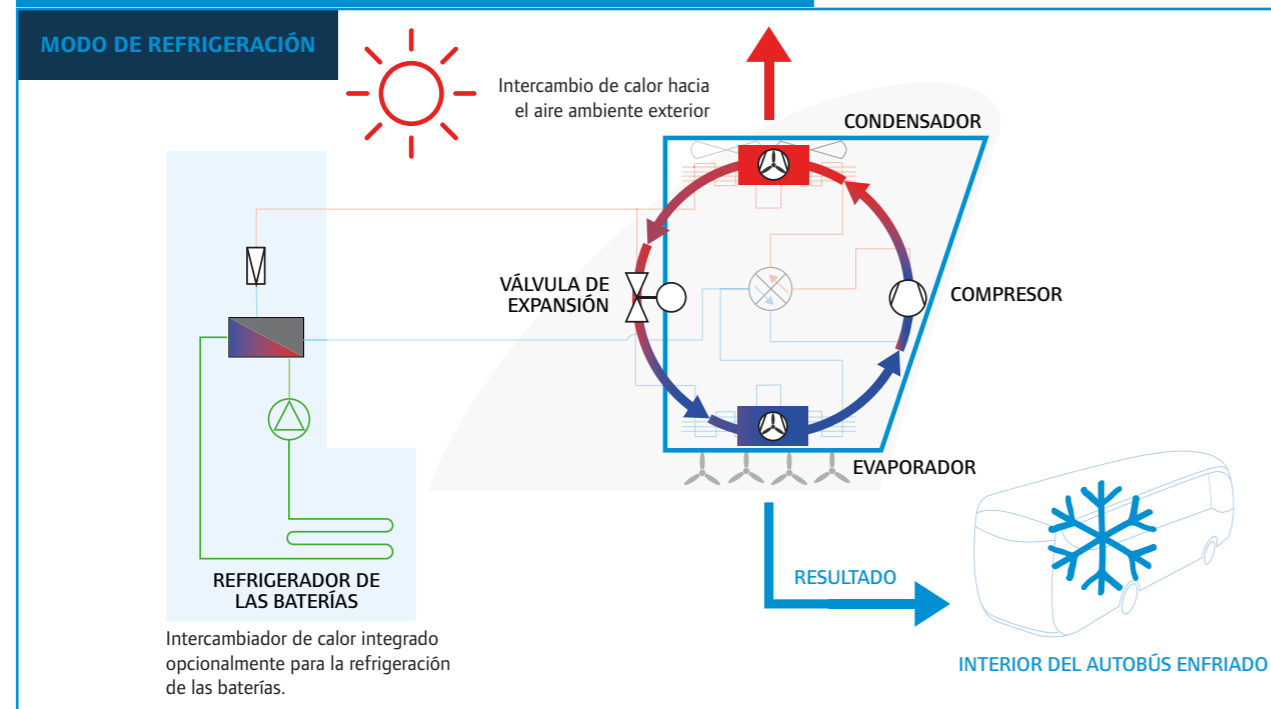 MODO DE REFRIGERACIÓN
Intercambio de calor hacia
el aire ambiente exterior
CONDENSADOR
VÁLVULA DE
EXPANSIÓN
COMPRESOR
EVAPORADOR
REFRIGERADOR DE
LAS BATERÍAS
Intercambiador de calor integrado
opcionalmente para la refrigeración
de las baterías.
RESULTADO
INTERIOR DEL AUTOBÚS ENFRIADO